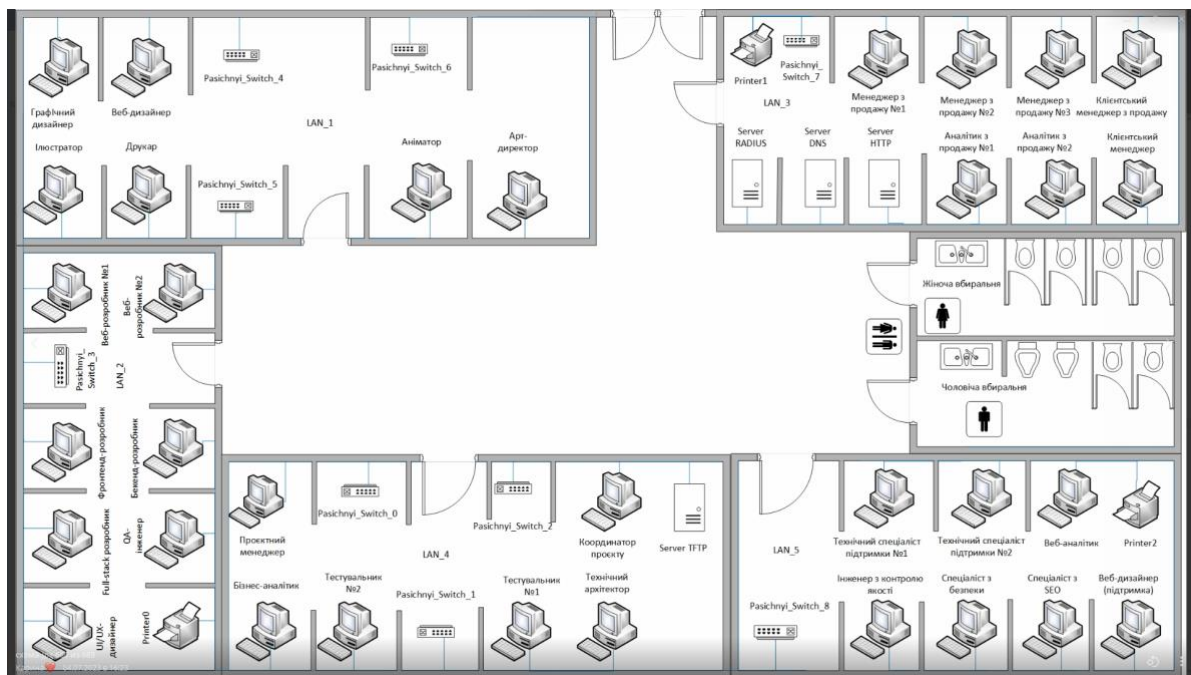 Графічний
дизайнер
Веб-дизайнер
Pasichnyi_Switch_4
Pasichnyi_Switch_6
LAN_1
Ілюстратор
Друкар
Аніматор
Арт-
директор
Pasichnyi_Switch_5
Printer1
Pasichnyi_
Switch_7
LAN_3
Менеджер з
продажу №1
Менеджер з
продажу №2
Менеджер з
продажу №3
Клієнтський
менеджер з продажу
Server
RADIUS
Server
DNS
Server
HTTP
Аналітик з
продажу №1
Аналітик з
продажу №2
Клієнтський
менеджер
Веб-розробник №1
Веб-
розробник №2
Pasichnyi_
Switch_3
LAN_2
Фронтенд-розробник
Бекенд-розробник
Full-stack розробник
QA-
інженер
UI/UX-
дизайнер
Printer0
Жіноча вбиральня
Чоловіча вбиральня
Проєктний
менеджер
Pasichnyi_Switch_0
Pasichnyi_Switch_2
LAN_4
Координатор
проєкту
Server TFTP
Бізнес-аналітик
Тестувальник
№2
Pasichnyi_Switch_1
Тестувальник
№1
Технічний
архітектор
LAN_5
Технічний спеціаліст
підтримки №1
Технічний спеціаліст
підтримки №2
Веб-аналітик
Printer2
Pasichnyi_Switch_8
Інженер з контролю
якості
Спеціаліст з
безпеки
Спеціаліст з
SEO
Веб-дизайнер
(підтримка)